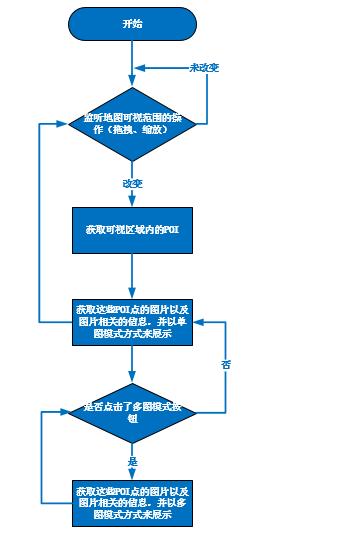 开始
未改变
监听地图可视范围的操
作（拖拽、缩放）
改变
获取可视区域内的POI
获取这些POI点的图片以及
图片相关的信息，并以单
图模式方式来展示
否
是否点击了多图模式按
钮
是
获取这些POI点的图片以及
图片相关的信息，并以多
图模式方式来展示